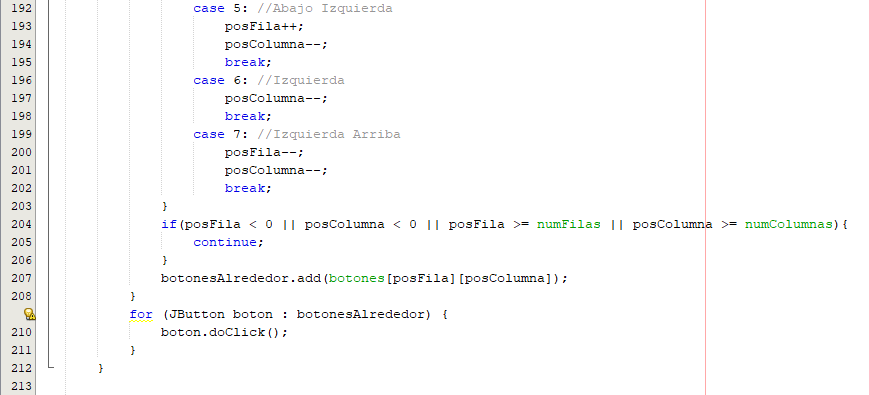 192 case 5: //Abajo Izquierda
193 posFila++;
194 posColumna--;
195 break;
196 case 6: //Izquierda
197 posColumna--;
198 break;
199 case 7: //Izquierda Arriba
200 posFila--;
201 posColumna--;
202 break;
203 }
204 if(posFila < 0 || posColumna < 0 || posFila >= numFilas || posColumna >= numColumnas){
205 continue;
206 }
207 botonesAlrededor.add(botones[posFila][posColumna]);
208 }
for (JButton boton : botonesAlrededor) {
210 boton.doClick();
211 }
212 }
213